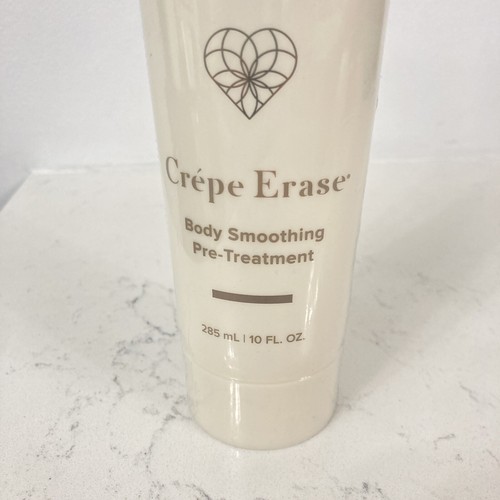 Crépe Erase®
Body Smoothing
Pre-Treatment
285 mL | 10 FL. OZ.